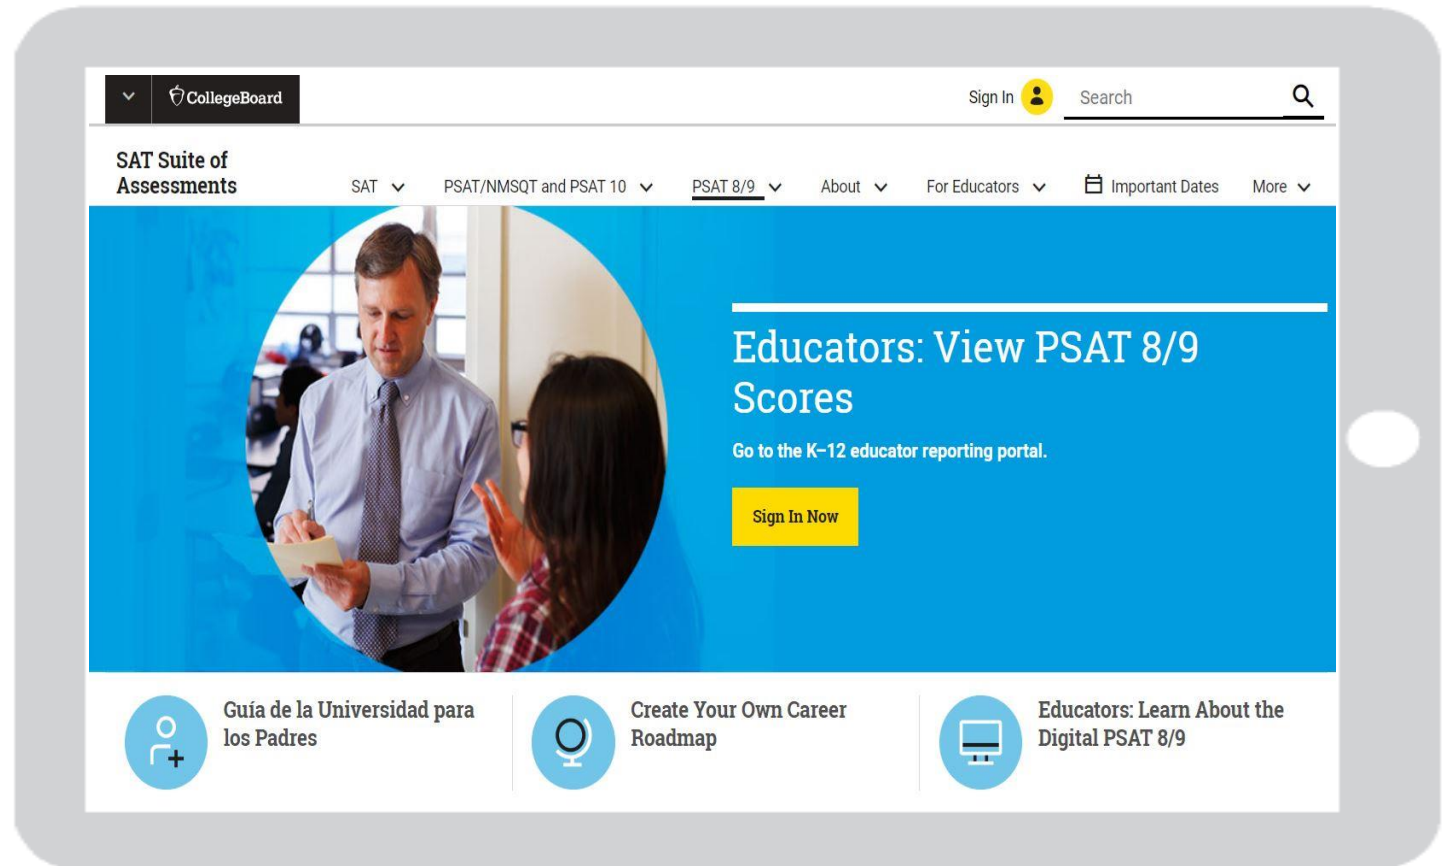 CollegeBoard
Sign In
Search
SAT Suite of
Assessments
SAT
PSAT/NMSQT and PSAT 10
PSAT 8/9
About
For Educators
Important Dates
More
Educators: View PSAT 8/9
Scores
Go to the K–12 educator reporting portal.
Sign In Now
Guía de la Universidad para
los Padres
Create Your Own Career
Roadmap
Educators: Learn About the
Digital PSAT 8/9